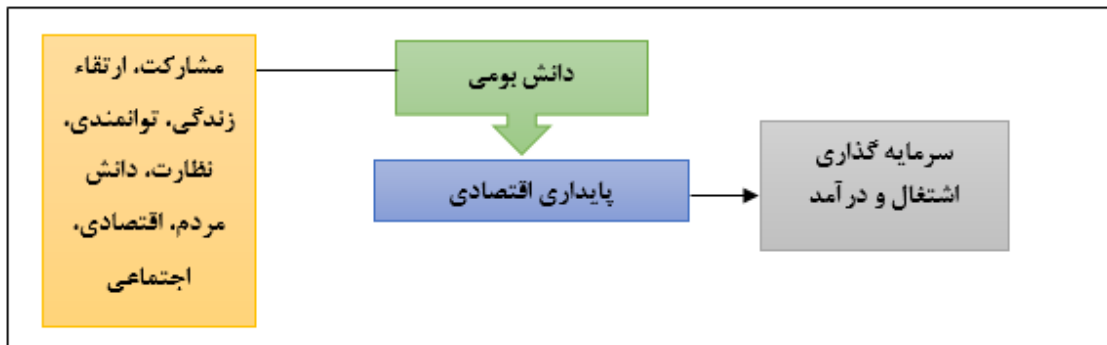 مشارکت، ارتقاء
زندگی، توانمندی،
نظارت، دانش
مردم، اقتصادی،
اجتماعی
دانش بومی
پایداری اقتصادی
سرمایه گذاری
اشتغال و درآمد